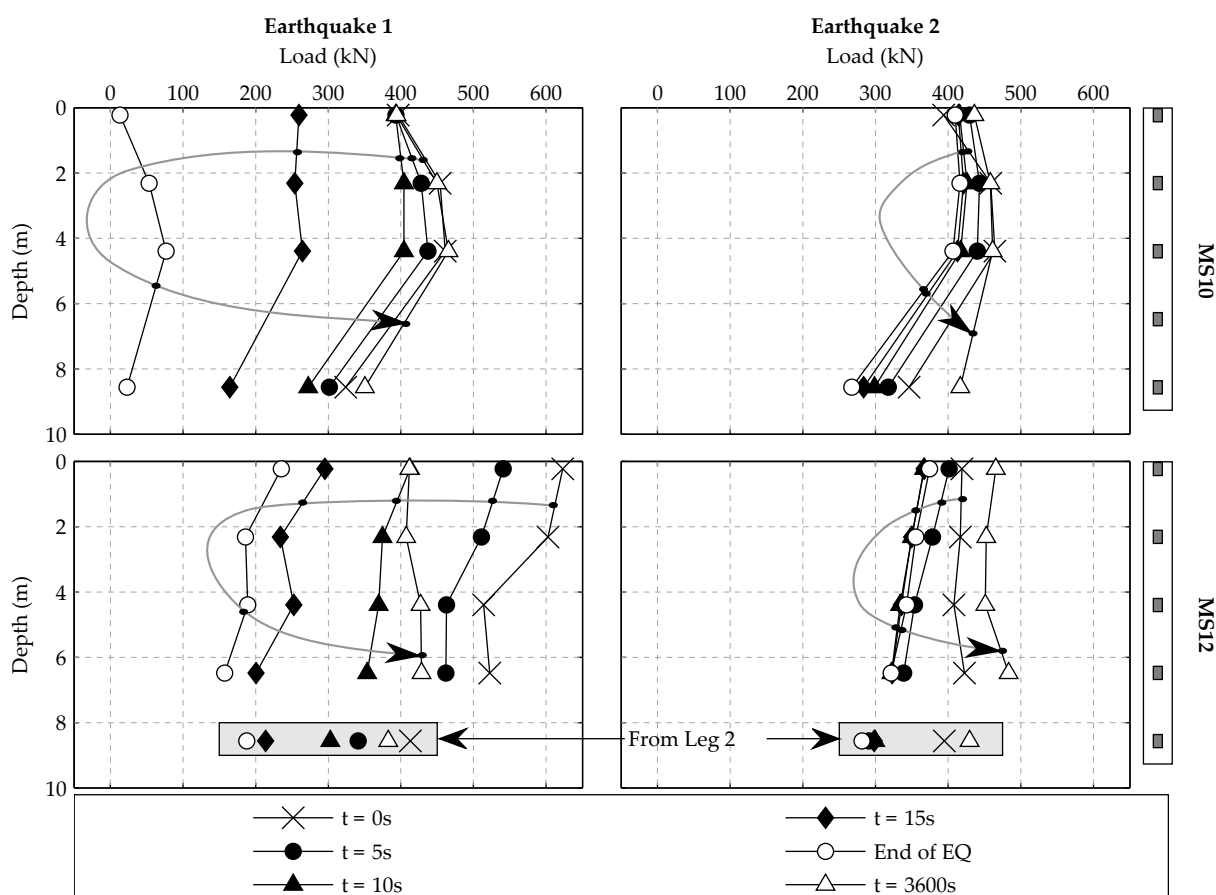 Earthquake 1
Load (kN)
0 100 200 300 400 500 600
Earthquake 2
Load (kN)
0 100 200 300 400 500 600
Depth (m)
0
2
4
6
8
10
MS10
Depth (m)
0
2
4
6
8
10
From Leg 2
MS12
t = 0s
t = 5s
t = 10s
t = 15s
End of EQ
t = 3600s